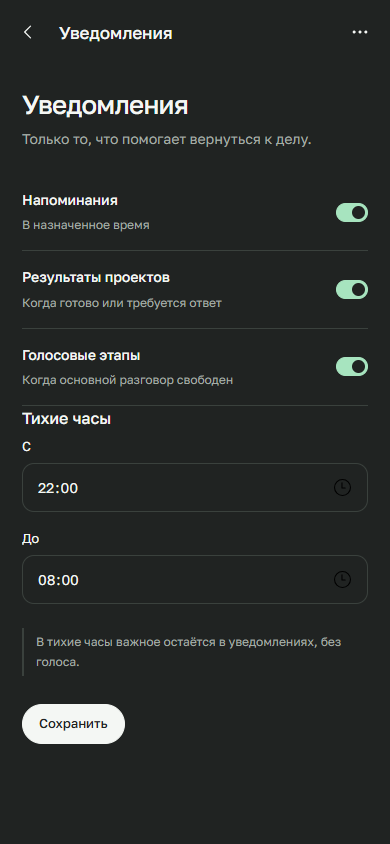 Уведомления
Уведомления
Только то, что помогает вернуться к делу.
Напоминания
В назначенное время
Результаты проектов
Когда готово или требуется ответ
Голосовые этапы
Когда основной разговор свободен
Тихие часы
С
22:00
До
08:00
В тихие часы важное остаётся в уведомлениях, без
голоса.
Сохранить